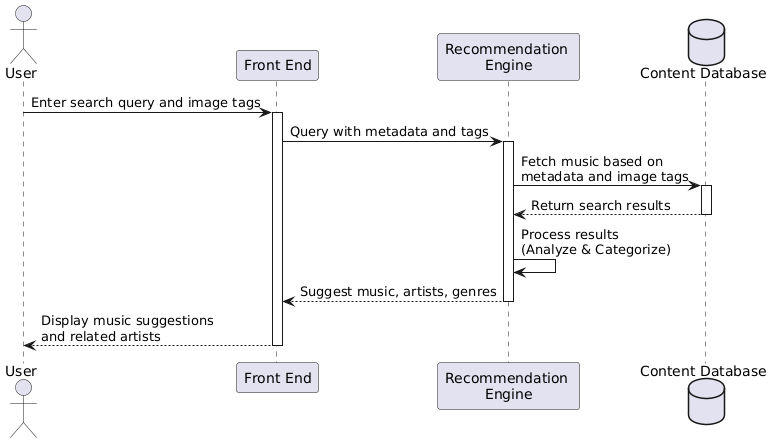 User
Front End
Recommendation
Engine
Content Database
Enter search query and image tags
Query with metadata and tags
Fetch music based on
metadata and image tags
Return search results
Process results
(Analyze & Categorize)
Suggest music, artists, genres
Display music suggestions
and related artists
User
Front End
Recommendation
Engine
Content Database